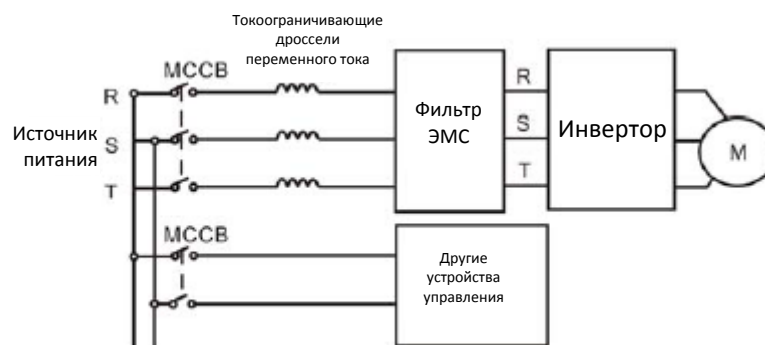 Токоограничивающие
дроссели
переменного тока
MCCB
R
Источник
питания
S
T
Фильтр
ЭМС
R
S
T
Инвертор
M
MCCB
Другие
устройства
управления